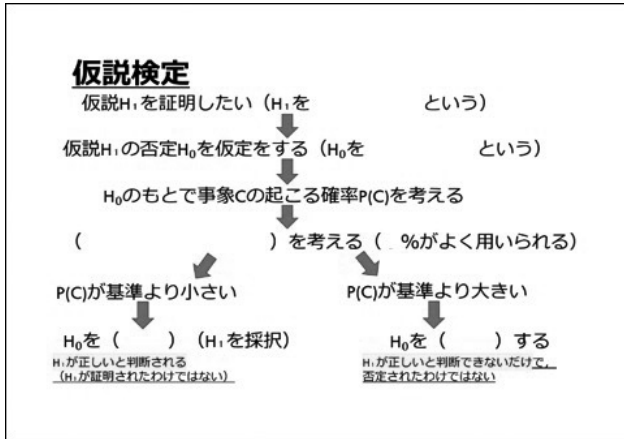 仮説検定
仮説H₁を証明したい（H₁を　　　　　　という）
仮説H₁の否定H₀を仮定をする（H₀を　　　　　　という）
H₀のもとで事象Cの起こる確率P(C)を考える
（　　　　　　　　　　）を考える（　%がよく用いられる）
P(C)が基準より小さい
P(C)が基準より大きい
H₀を（　　　）（H₁を採択）
H₀を（　　　）する
H₁が正しいと判断される
（H₁が証明されたわけではない）
H₁が正しいと判断できないだけで、
否定されたわけではない